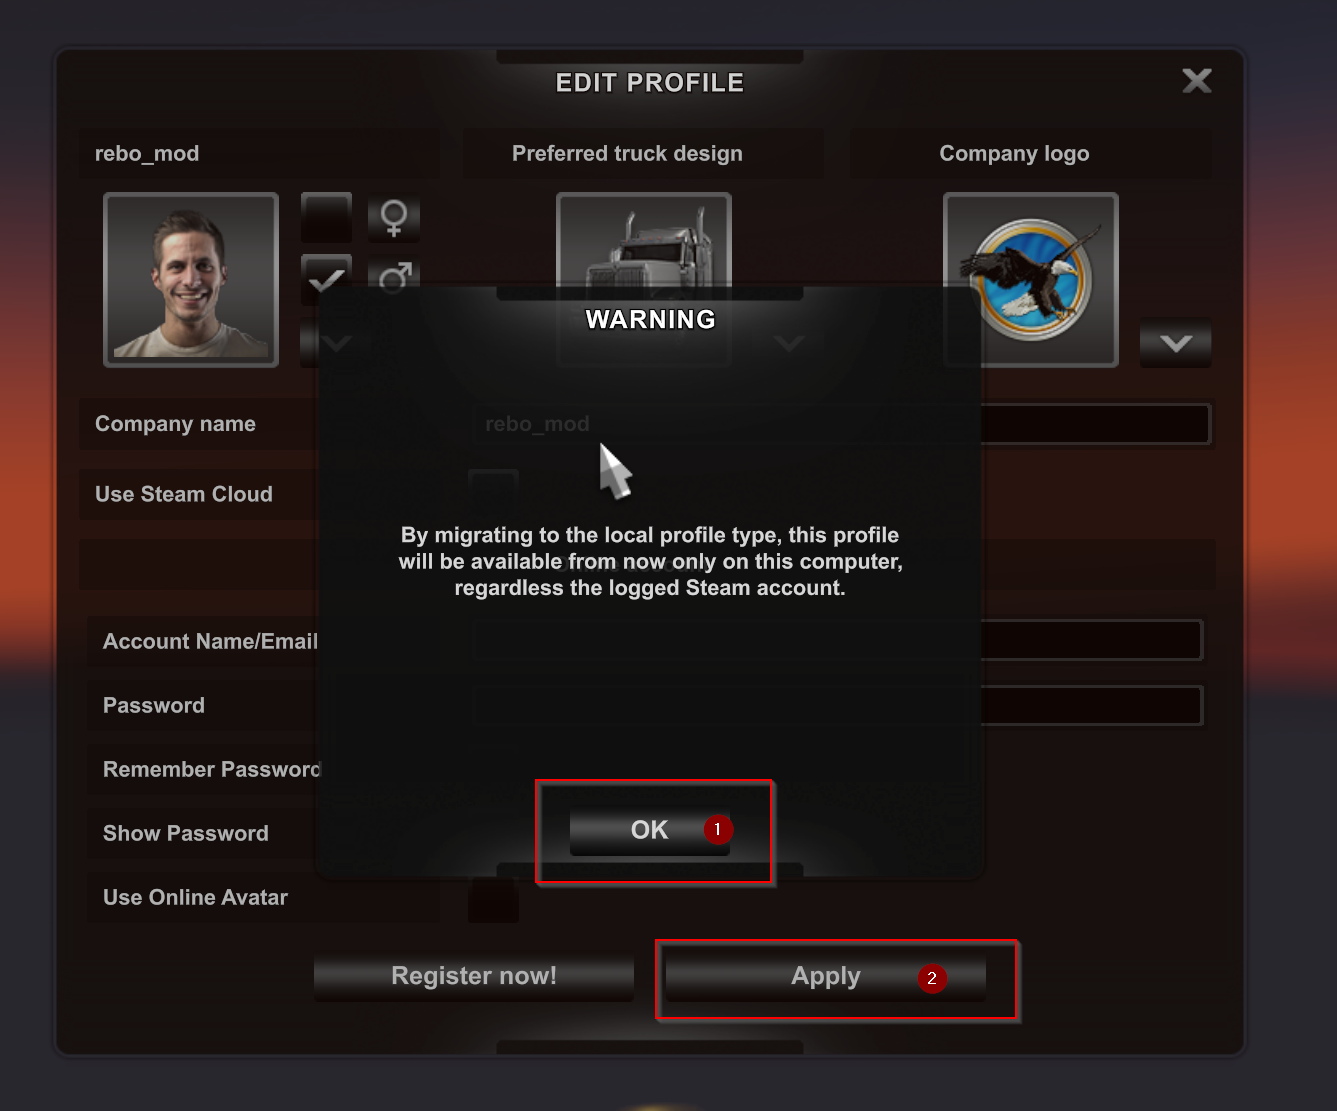 EDIT PROFILE
rebo_mod
Preferred truck design
Company logo
WARNING
Company name
rebo_mod
Use Steam Cloud
By migrating to the local profile type, this profile
will be available from now only on this computer,
regardless the logged Steam account.
Account Name/Email
Password
Remember Password
Show Password
OK 1
Use Online Avatar
Register now!
Apply 2